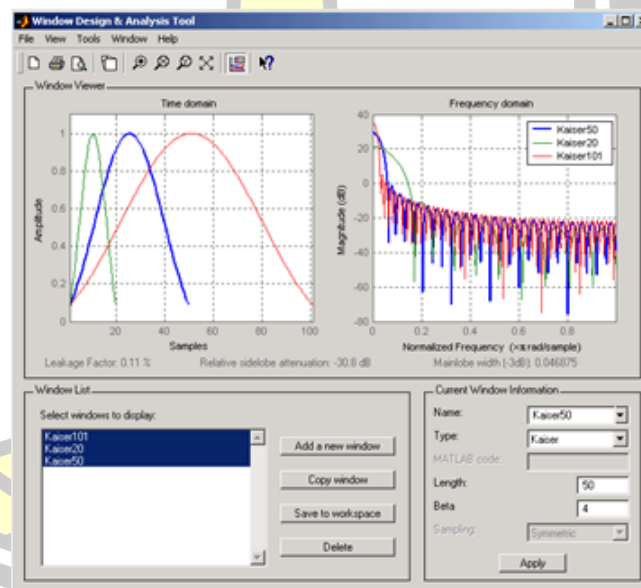 Window Design & Analysis Tool
File View Tools Window Help
Window Viewer
Time domain
Frequency domain
Amplitude
1
0.8
0.6
0.4
0.2
0
20 40 60 80 100
Samples
Magnitude (dB)
40
20
0
-20
-40
-60
-80
0 0.2 0.4 0.6 0.8
Normalized Frequency (×π rad/sample)
Kaiser50
Kaiser20
Kaiser101
Leakage Factor: 0.11 %
Relative sidelobe attenuation: -30.8 dB
Mainlobe width (-3dB): 0.046875
Window List
Select windows to display:
Kaiser101
Kaiser20
Kaiser50
Add a new window
Copy window
Save to workspace
Delete
Current Window Information
Name: Kaiser50
Type: Kaiser
MATLAB code:
Length: 50
Beta 4
Sampling: Symmetric
Apply